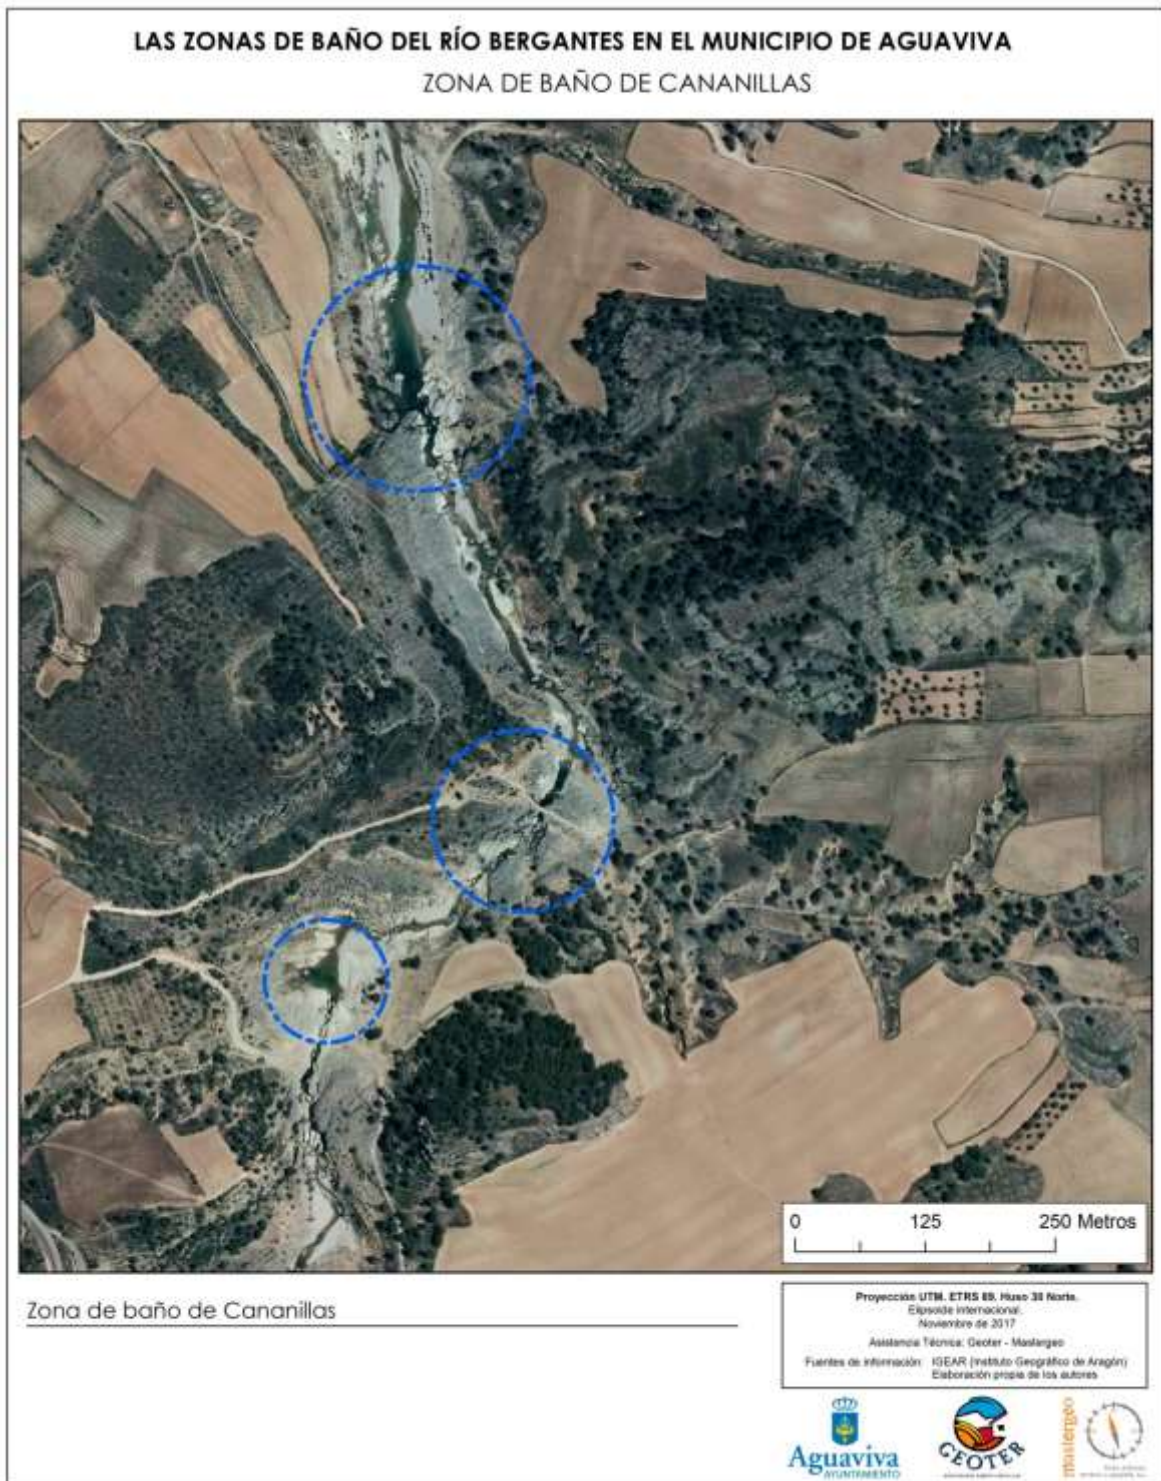 LAS ZONAS DE BAÑO DEL RÍO BERGANTES EN EL MUNICIPIO DE AGUAVIVA
ZONA DE BAÑO DE CANANILLAS
0 125 250 Metros
Zona de baño de Cananillas
Proyección UTM. ETRS 89. Huso 30 Norte.
Elipsoide Internacional.
Noviembre de 2017
Asistencia Técnica: Geoter - Mastergeo
Fuentes de información: IGEAR (Instituto Geográfico de Aragón)
Elaboración propia de los autores
Aguaviva
AYUNTAMIENTO
GEOTER
mastergeo